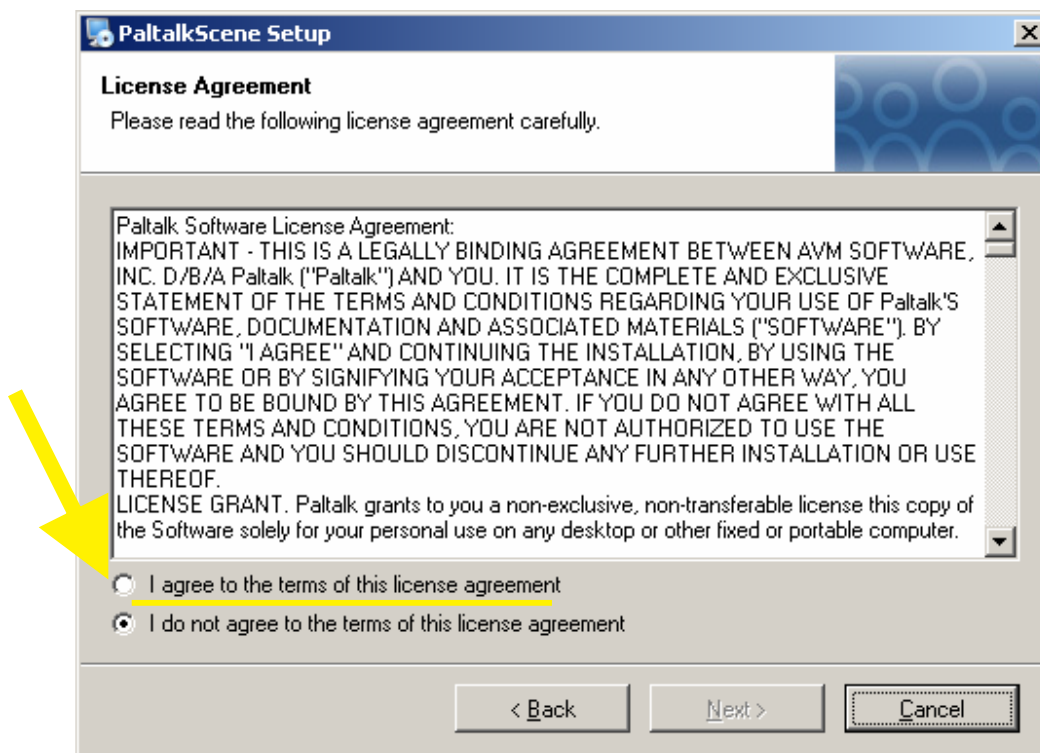 PaltalkScene Setup
License Agreement
Please read the following license agreement carefully.
Paltalk Software License Agreement:
IMPORTANT - THIS IS A LEGALLY BINDING AGREEMENT BETWEEN AVM SOFTWARE,
INC. D/B/A Paltalk ("Paltalk") AND YOU. IT IS THE COMPLETE AND EXCLUSIVE
STATEMENT OF THE TERMS AND CONDITIONS REGARDING YOUR USE OF Paltalk'S
SOFTWARE, DOCUMENTATION AND ASSOCIATED MATERIALS ("SOFTWARE"). BY
SELECTING "I AGREE" AND CONTINUING THE INSTALLATION, BY USING THE
SOFTWARE OR BY SIGNIFYING YOUR ACCEPTANCE IN ANY OTHER WAY, YOU
AGREE TO BE BOUND BY THIS AGREEMENT. IF YOU DO NOT AGREE WITH ALL
THESE TERMS AND CONDITIONS, YOU ARE NOT AUTHORIZED TO USE THE
SOFTWARE AND YOU SHOULD DISCONTINUE ANY FURTHER INSTALLATION OR USE
THEREOF.
LICENSE GRANT. Paltalk grants to you a non-exclusive, non-transferable license this copy of
the Software solely for your personal use on any desktop or other fixed or portable computer.
I agree to the terms of this license agreement
I do not agree to the terms of this license agreement
< Back
Next >
Cancel